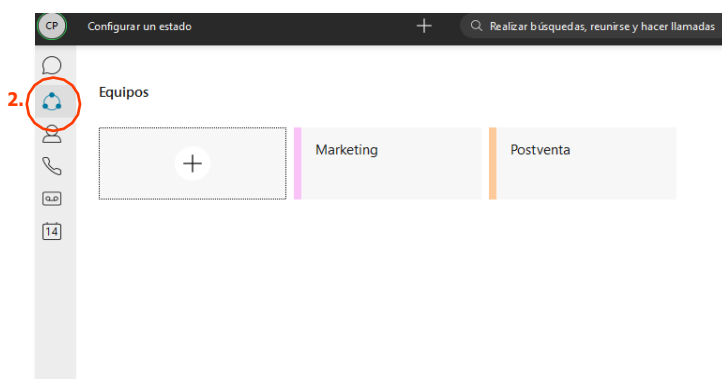 CP Configurar un estado Realizar búsquedas, reunirse y hacer llamadas
2.
Equipos
Marketing Postventa
14